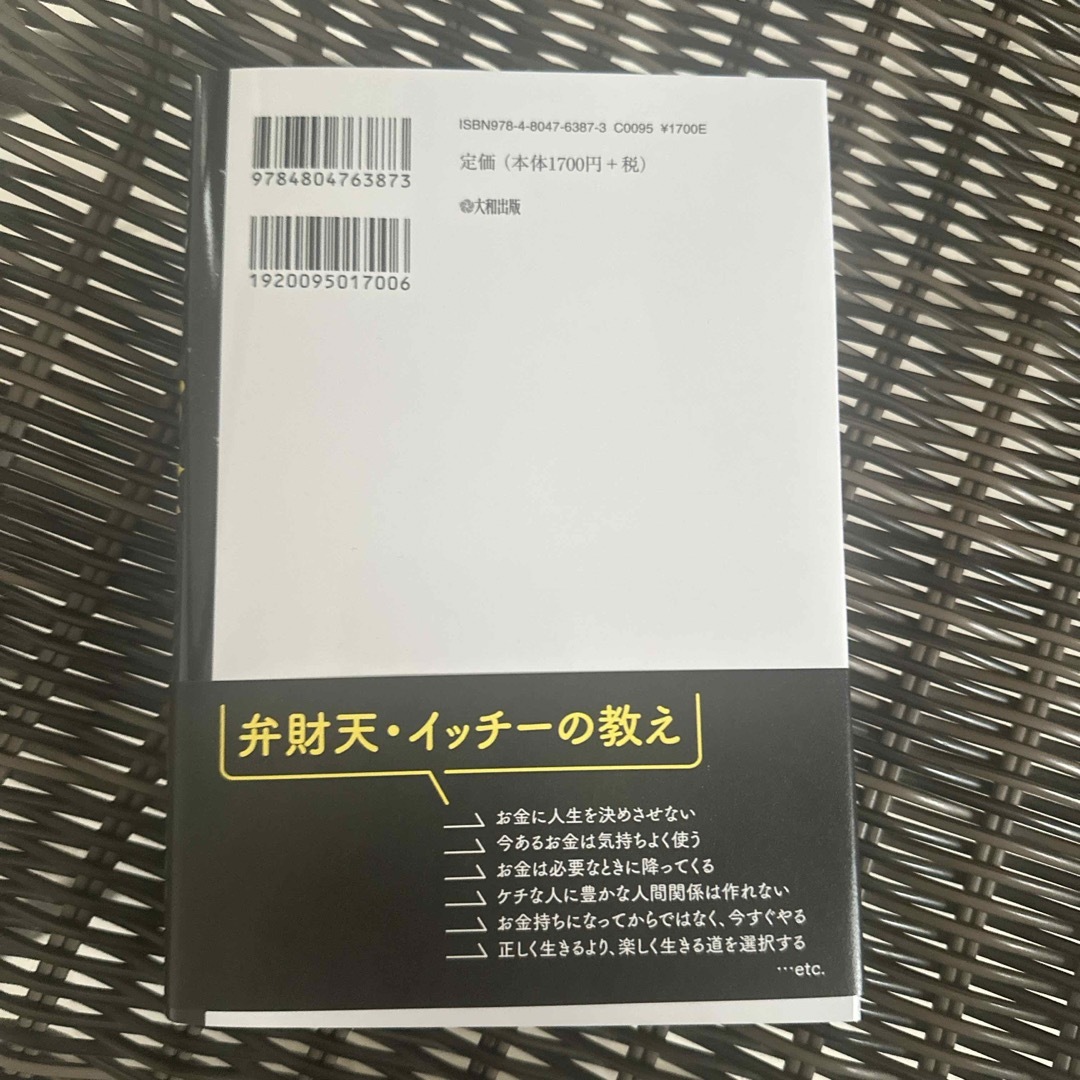 ISBN978-4-8047-6387-3 C0095 ¥1700E
9784804763873
定価（本体1700円＋税）
大和出版
1920095017006
弁財天・イッチーの教え
お金に人生を決めさせない
今あるお金は気持ちよく使う
お金は必要なときに降ってくる
ケチな人に豊かな人間関係は作れない
お金持ちになってからではなく、今すぐやる
正しく生きるより、楽しく生きる道を選択する
…etc.